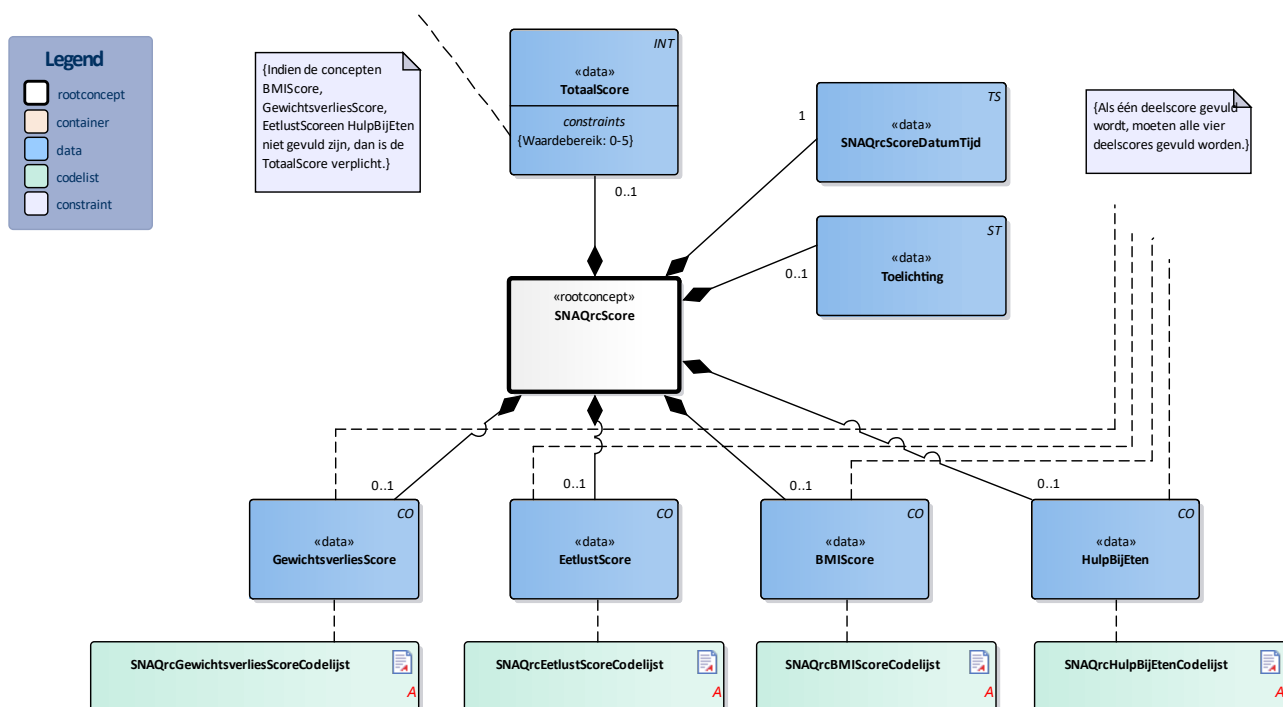 Legend
rootconcept
container
data
codelist
constraint
{Indien de concepten
BMIScore,
GewichtsverliesScore,
EetlustScoreen HulpBijEten
niet gevuld zijn, dan is de
TotaalScore verplicht.}
INT
«data»
TotaalScore
constraints
{Waardebereik: 0-5}
0..1
TS
«data»
SNAQrcScoreDatumTijd
1
{Als één deelscore gevuld
wordt, moeten alle vier
deelscores gevuld worden.}
ST
«data»
Toelichting
0..1
«rootconcept»
SNAQrcScore
0..1
0..1
0..1
0..1
CO
«data»
GewichtsverliesScore
CO
«data»
EetlustScore
CO
«data»
BMIScore
CO
«data»
HulpBijEten
SNAQrcGewichtsverliesScoreCodelijst
A
SNAQrcEetlustScoreCodelijst
A
SNAQrcBMIScoreCodelijst
A
SNAQrcHulpBijEtenCodelijst
A